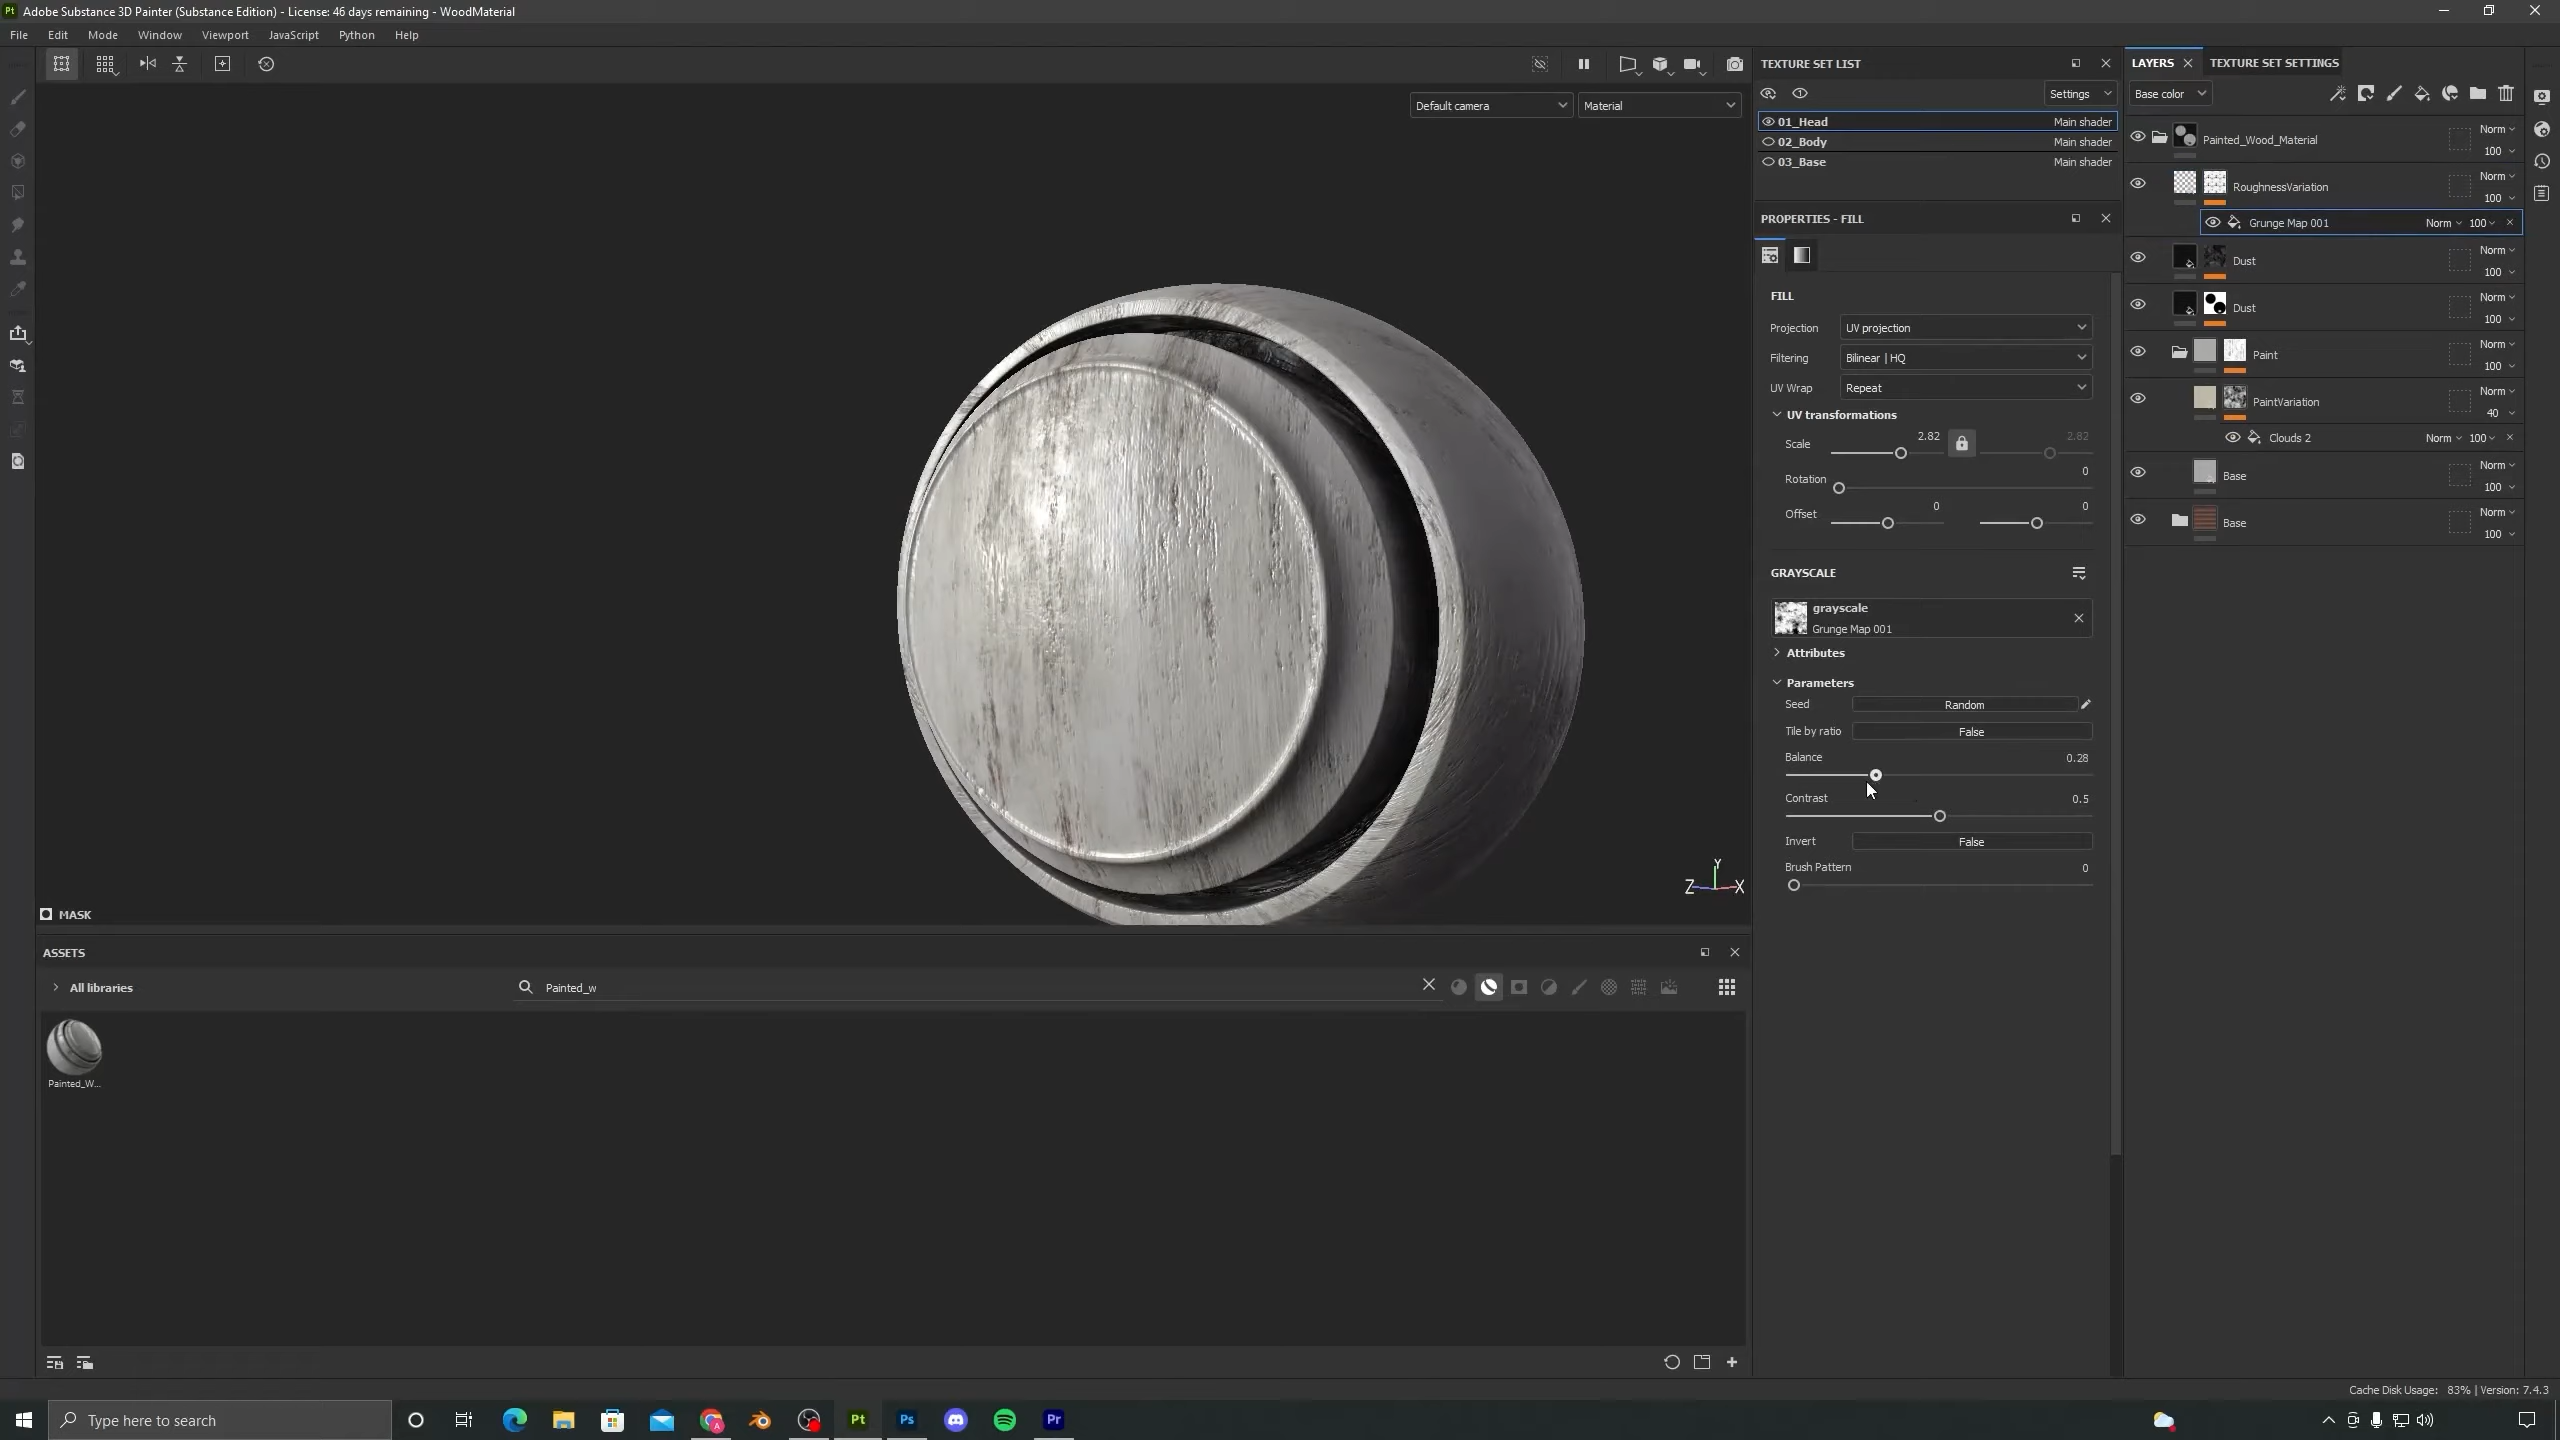 Pt Adobe Substance 3D Painter (Substance Edition) - License: 46 days remaining - WoodMaterial
File Edit Mode Window Viewport JavaScript Python Help
Default camera
Material
MASK
Z Y X
TEXTURE SET LIST
Settings
01_Head Main shader
02_Body Main shader
03_Base Main shader
PROPERTIES - FILL
FILL
Projection UV projection
Filtering Bilinear | HQ
UV Wrap Repeat
UV transformations
Scale 2.82 2.82
Rotation 0
Offset 0 0
GRAYSCALE
grayscale
Grunge Map 001
Attributes
Parameters
Seed Random
Tile by ratio False
Balance 0.28
Contrast 0.5
Invert False
Brush Pattern 0
LAYERS
TEXTURE SET SETTINGS
Base color
Painted_Wood_Material Norm 100
RoughnessVariation Norm 100
Grunge Map 001 Norm 100
Dust Norm 100
Dust Norm 100
Paint Norm 100
PaintVariation Norm 40
Clouds 2 Norm 100
Base Norm 100
Base Norm 100
ASSETS
All libraries
Painted_w
Painted_W...
Cache Disk Usage: 83% | Version: 7.4.3
Type here to search
Pt
Ps
Pr